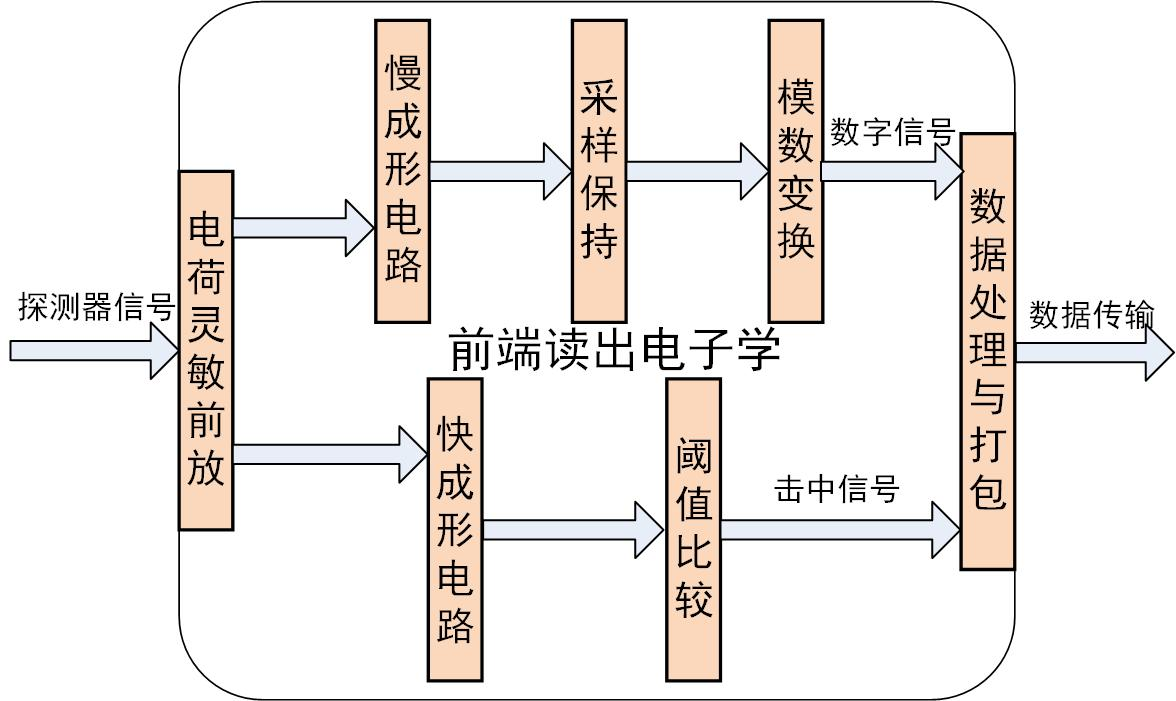 探测器信号
电荷灵敏前放
慢成形电路
采样保持
模数变换
数字信号
前端读出电子学
快成形电路
阈值比较
击中信号
数据处理与打包
数据传输